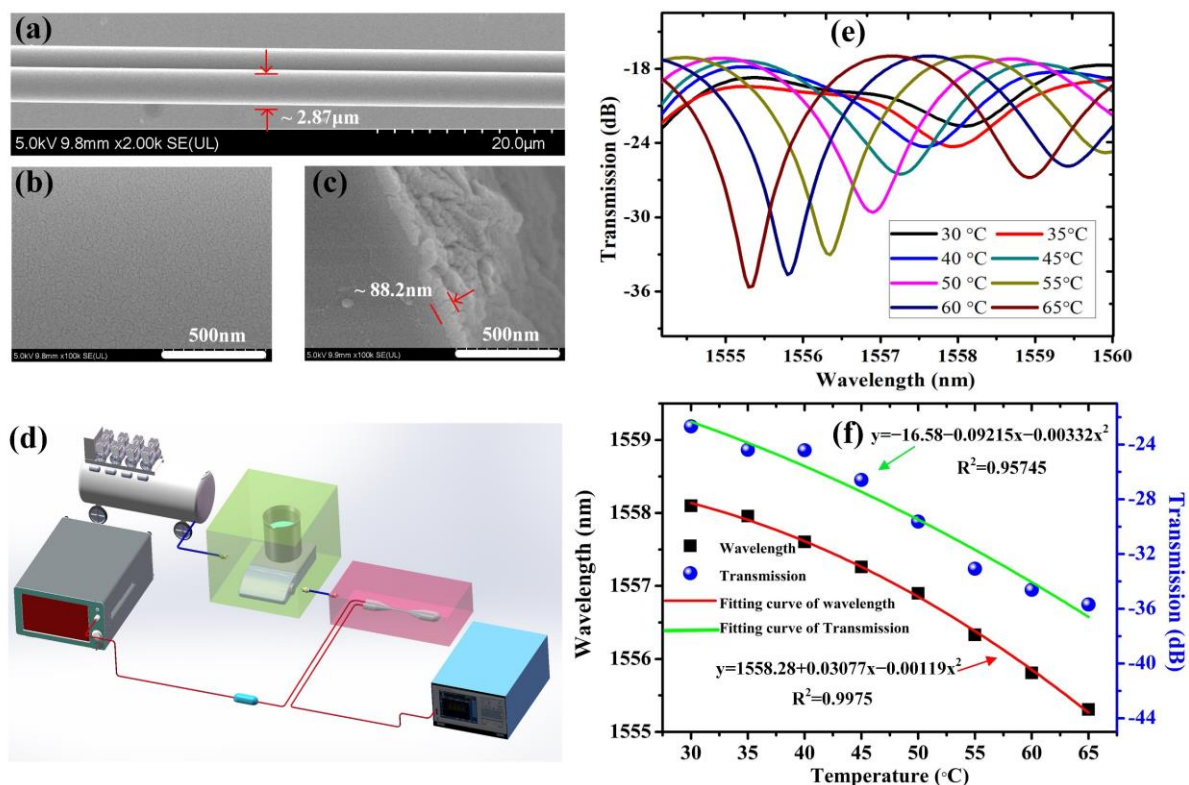 (a)
~ 2.87μm
5.0kV 9.8mm x2.00k SE(UL)
20.0μm
(b)
500nm
5.0kV 9.8mm x100k SE(UL)
(c)
~ 88.2nm
500nm
5.0kV 9.9mm x100k SE(UL)
(d)
(e)
Transmission (dB)
-18
-24
-30
-36
30 °C 35°C
40 °C 45°C
50 °C 55°C
60 °C 65°C
1555 1556 1557 1558 1559 1560
Wavelength (nm)
(f)
Wavelength (nm)
1559
1558
1557
1556
1555
y=−16.58−0.09215x−0.00332x²
R²=0.95745
Wavelength
Transmission
Fitting curve of wavelength
Fitting curve of Transmission
y=1558.28+0.03077x−0.00119x²
R²=0.9975
-24
-28
-32
-36
-40
-44
Transmission (dB)
30 35 40 45 50 55 60 65
Temperature (°C)